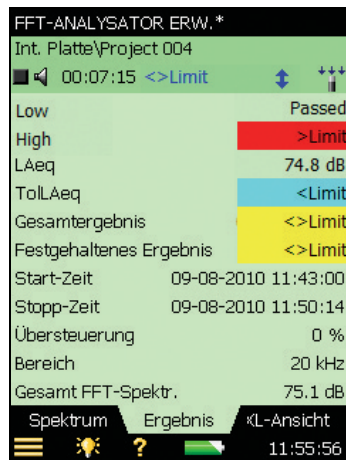 FFT-ANALYSATOR ERW.*
Int. Platte\Project 004
00:07:15 <>Limit
Low Passed
High >Limit
LAeq 74.8 dB
TolLAeq <Limit
Gesamtergebnis <>Limit
Festgehaltenes Ergebnis <>Limit
Start-Zeit 09-08-2010 11:43:00
Stopp-Zeit 09-08-2010 11:50:14
Übersteuerung 0 %
Bereich 20 kHz
Gesamt FFT-Spektr. 75.1 dB
Spektrum Ergebnis KL-Ansicht
? 11:55:56